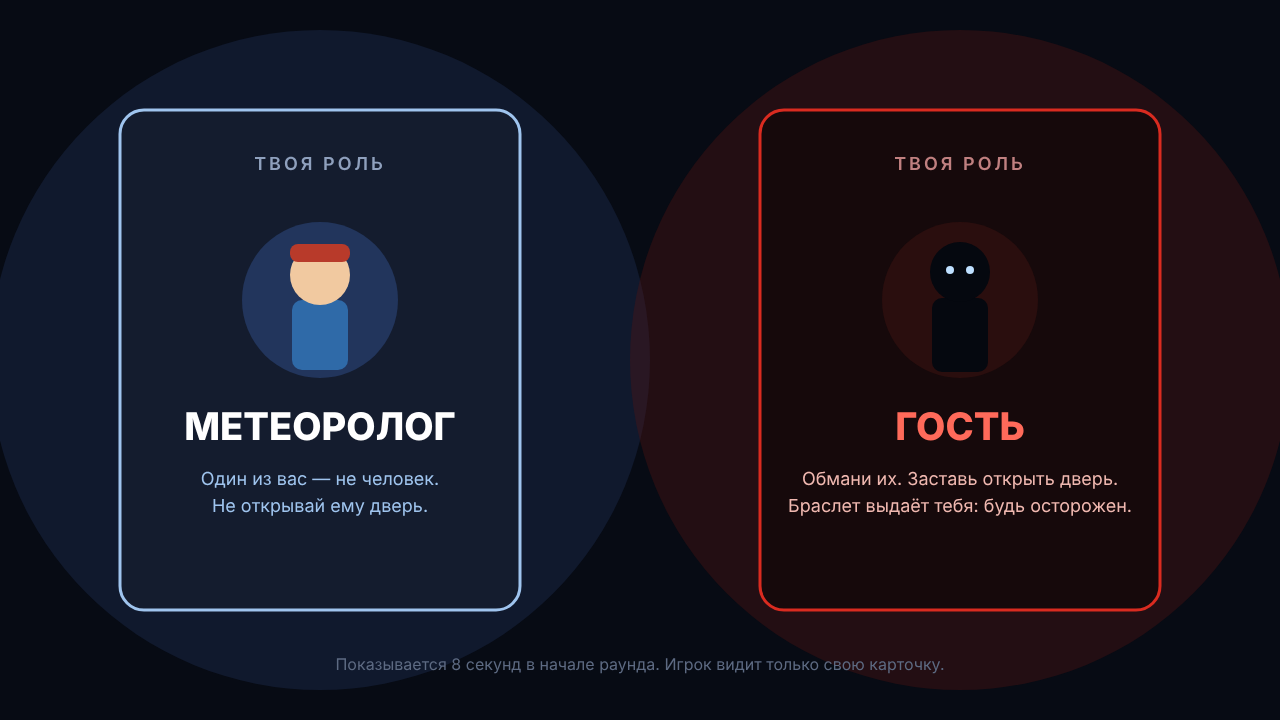 ТВОЯ РОЛЬ
МЕТЕОРОЛОГ
Один из вас — не человек.
Не открывай ему дверь.
ТВОЯ РОЛЬ
ГОСТЬ
Обмани их. Заставь открыть дверь.
Браслет выдаёт тебя: будь осторожен.
Показывается 8 секунд в начале раунда. Игрок видит только свою карточку.